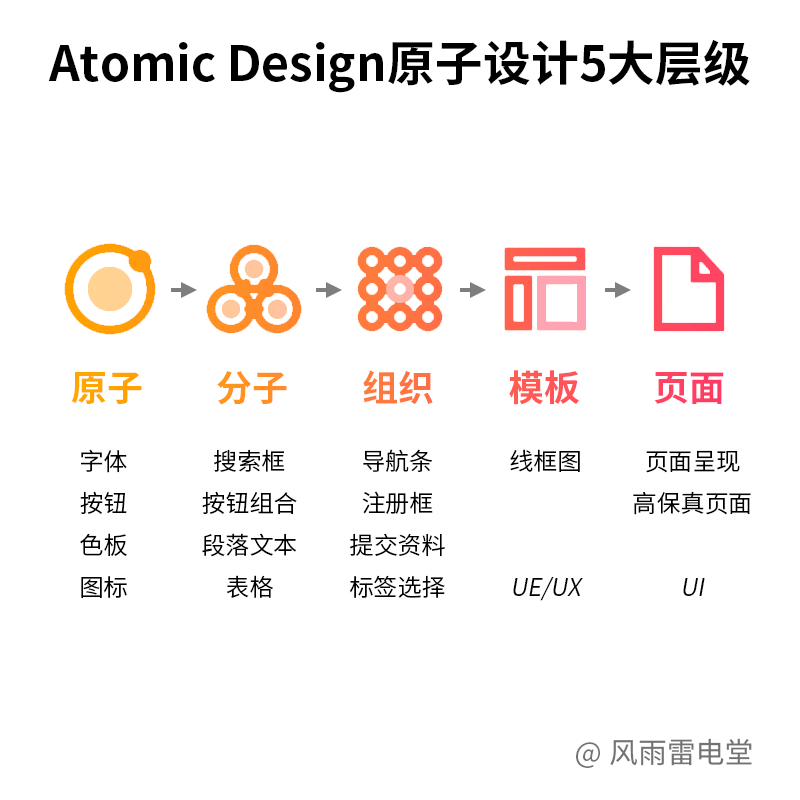 Atomic Design原子设计5大层级
原子
分子
组织
模板
页面
字体
搜索框
导航条
线框图
页面呈现
按钮
按钮组合
注册框
高保真页面
色板
段落文本
提交资料
图标
表格
标签选择
UE/UX
UI
@ 风雨雷电堂